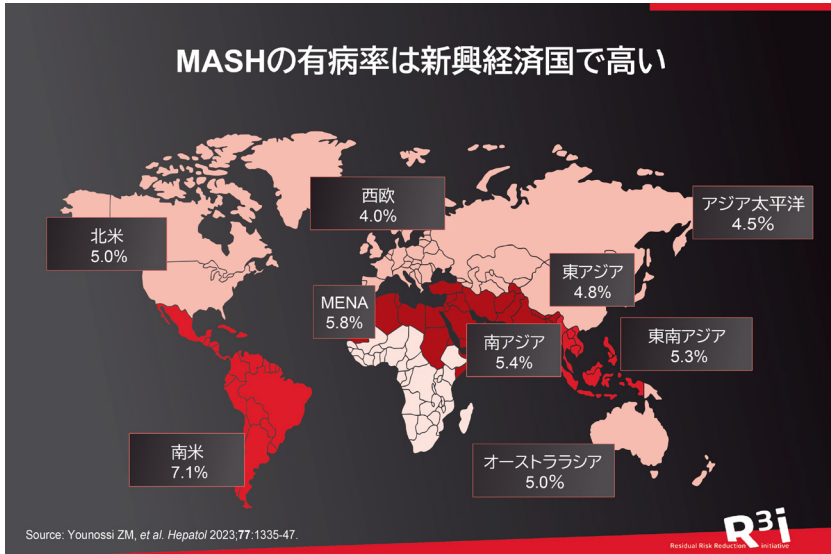 MASHの有病率は新興経済国で高い
西欧
4.0%
アジア太平洋
4.5%
北米
5.0%
東アジア
4.8%
MENA
5.8%
南アジア
5.4%
東南アジア
5.3%
南米
7.1%
オーストララシア
5.0%
Source: Younossi ZM, et al. Hepatol 2023;77:1335-47.
R3i
Residual Risk Reduction initiative